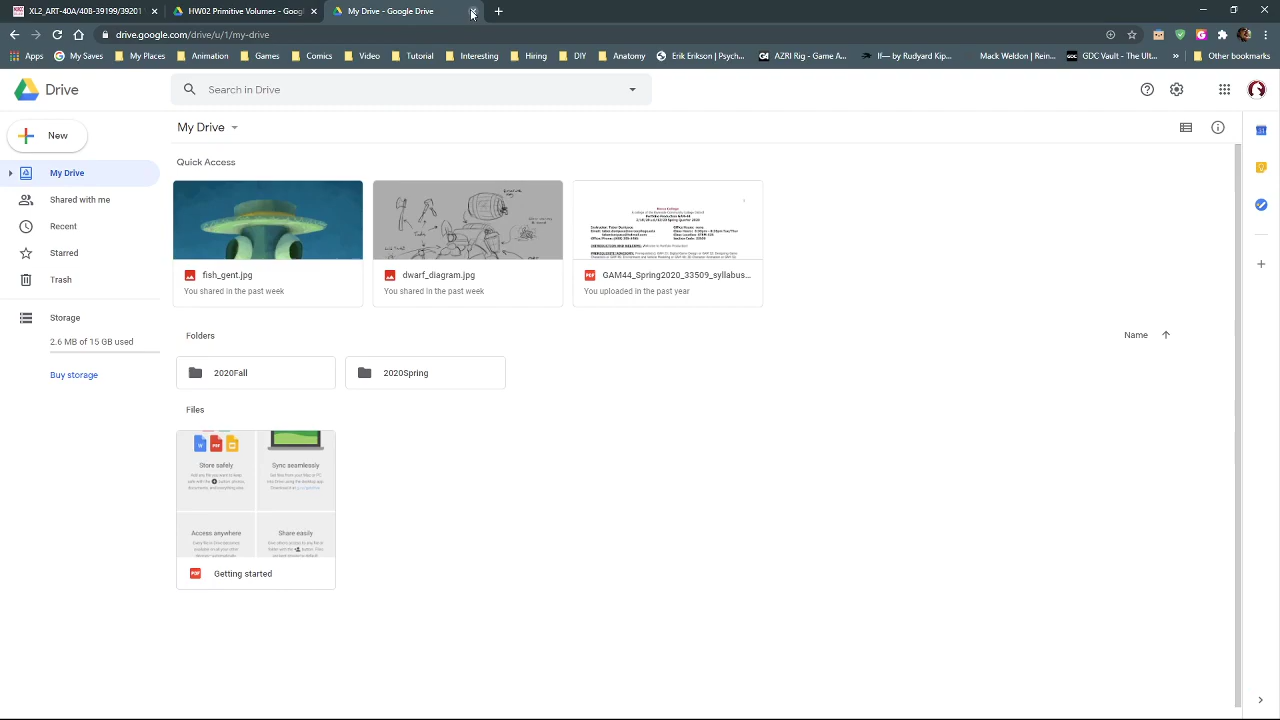 XL2_ART-40A/40B-39199/39201
HW02 Primitive Volumes - Googl
My Drive - Google Drive
drive.google.com/drive/u/1/my-drive
Apps
My Saves
My Places
Animation
Games
Comics
Video
Tutorial
Interesting
Hiring
DIY
Anatomy
Erik Erikson | Psych...
AZRI Rig - Game A...
If— by Rudyard Kip...
Mack Weldon | Rein...
GDC Vault - The Ult...
Other bookmarks
Drive
Search in Drive
New
My Drive
Shared with me
Recent
Starred
Trash
Storage
2.6 MB of 15 GB used
Buy storage
My Drive
Quick Access
fish_gent.jpg
You shared in the past week
dwarf_diagram.jpg
You shared in the past week
GAM44_Spring2020_33509_syllabus...
You uploaded in the past year
Folders
Name
2020Fall
2020Spring
Files
Store safely
Sync seamlessly
Access anywhere
Share easily
Getting started